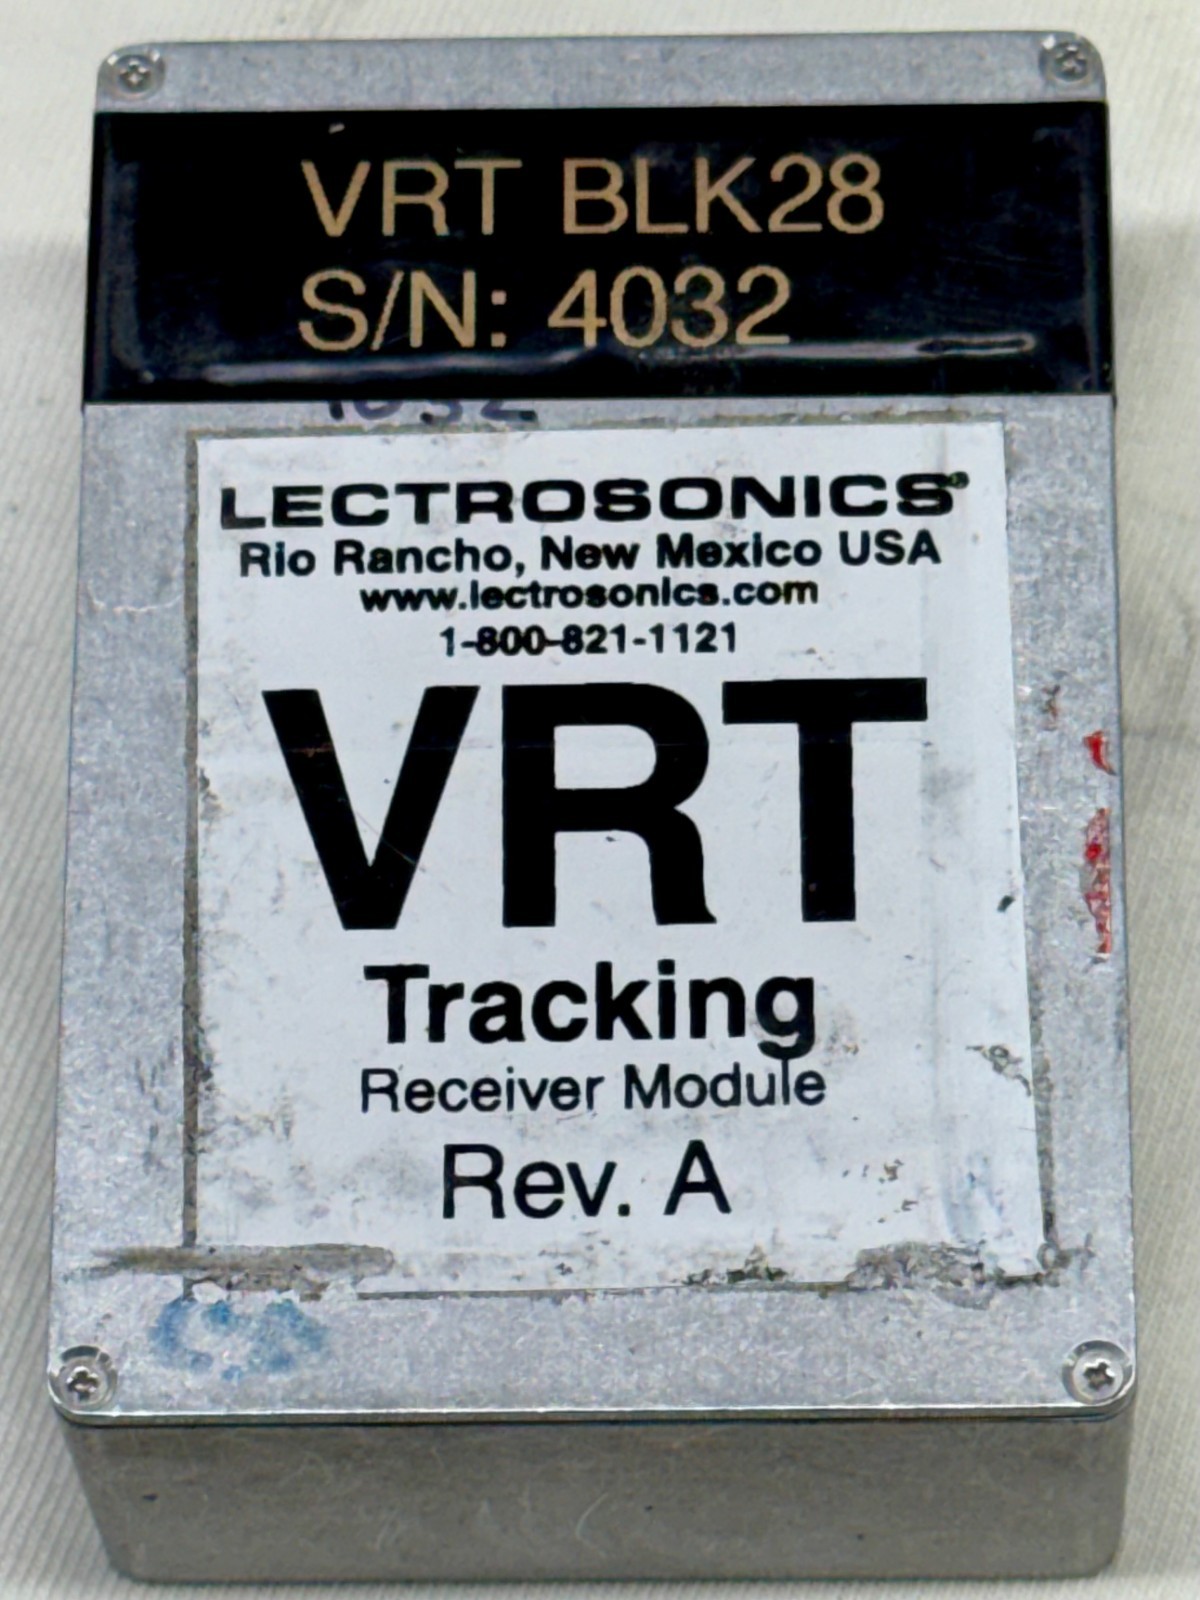 VRT BLK28
S/N: 4032
LECTROSONICS®
Rio Rancho, New Mexico USA
www.lectrosonics.com
1-800-821-1121
VRT
Tracking
Receiver Module
Rev. A